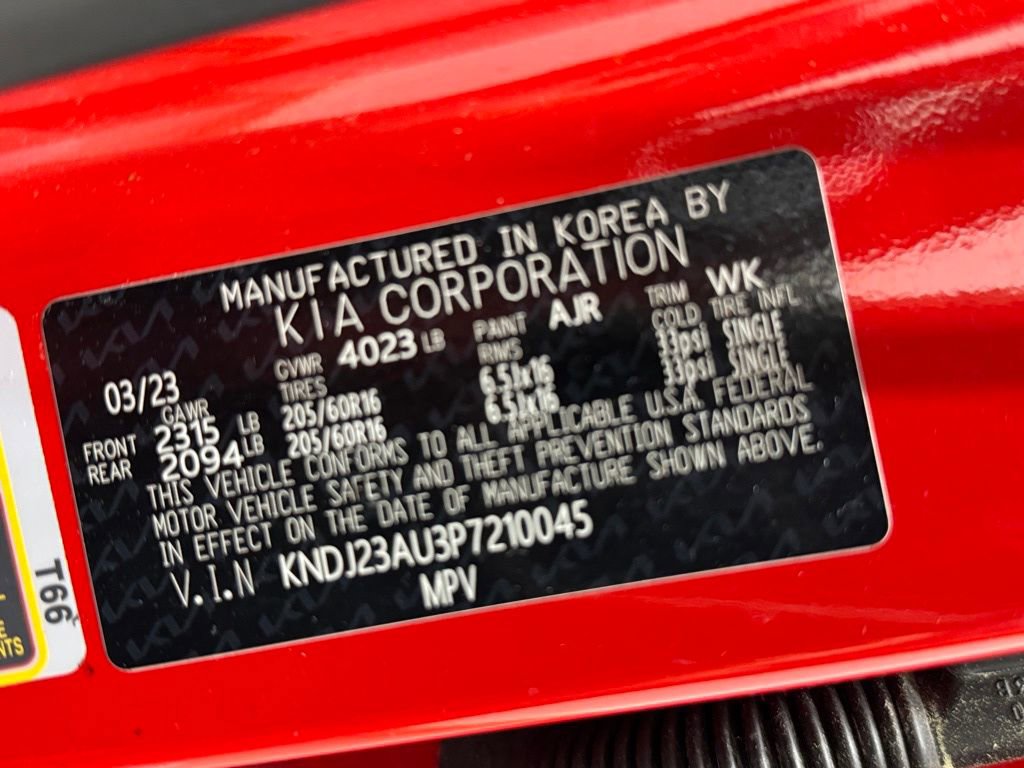 MANUFACTURED IN KOREA BY
KIA CORPORATION
03/23 GVWR 4023 LB PAINT AJR TRIM WK
GAWR TIRES RIMS COLD TIRE INFL
FRONT 2315 LB 205/60R16 6.5Jx16 33psi SINGLE
REAR 2094 LB 205/60R16 6.5Jx16 33psi SINGLE
THIS VEHICLE CONFORMS TO ALL APPLICABLE U.S.A. FEDERAL
MOTOR VEHICLE SAFETY AND THEFT PREVENTION STANDARDS
IN EFFECT ON THE DATE OF MANUFACTURE SHOWN ABOVE.
V.I.N KNDJ23AU3P7210045
MPV
T66